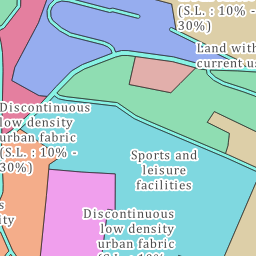 (S.L. : 10% -
30%)
Land with
current us
Discontinuous
low density
urban fabric
(S.L. : 10% -
30%)
Sports and
leisure
facilities
Discontinuous
low density
urban fabric